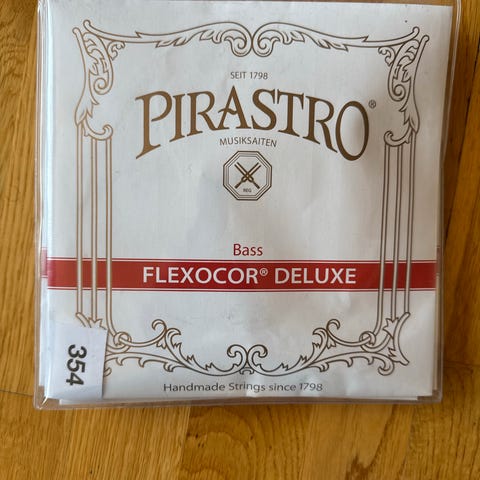 SEIT 1798
PIRASTRO®
MUSIKSAITEN
REG
Bass
FLEXOCOR® DELUXE
354
Handmade Strings since 1798